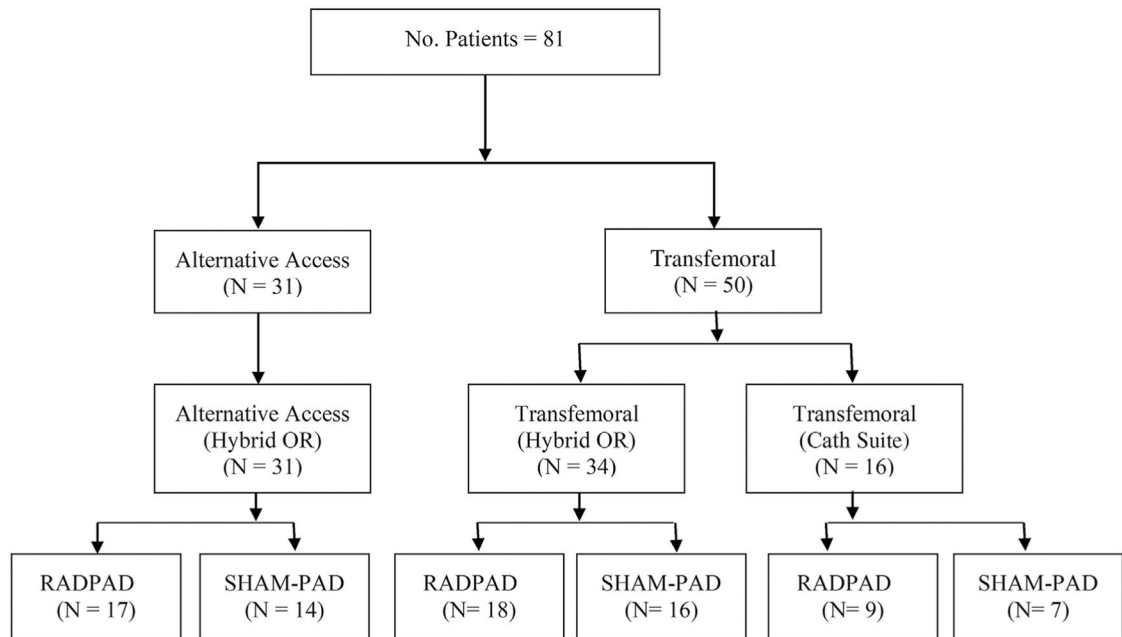 No. Patients = 81
Alternative Access
(N = 31)
Transfemoral
(N = 50)
Alternative Access
(Hybrid OR)
(N = 31)
Transfemoral
(Hybrid OR)
(N = 34)
Transfemoral
(Cath Suite)
(N = 16)
RADPAD
(N = 17)
SHAM-PAD
(N = 14)
RADPAD
(N= 18)
SHAM-PAD
(N= 16)
RADPAD
(N= 9)
SHAM-PAD
(N= 7)